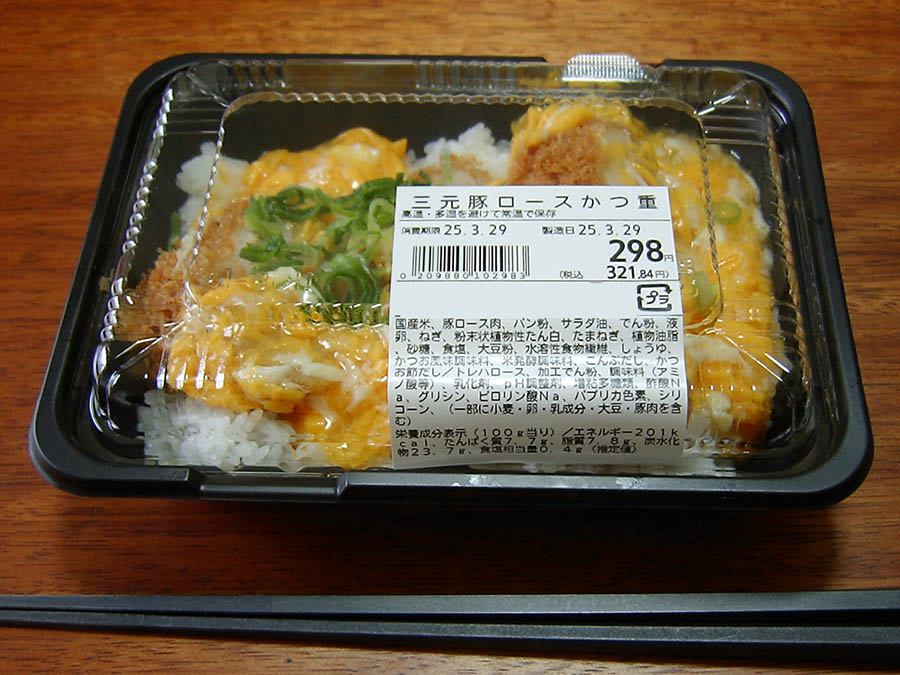 三元豚ロースかつ重
高温・多湿を避けて常温で保存
消費期限 25.3.29 製造日 25.3.29
298円
0 209880 102983 (税込 321.84円)
プラ
国産米、豚ロース肉、パン粉、サラダ油、でん粉、液
卵、ねぎ、粉末状植物性たん白、たまねぎ、植物油脂
、砂糖、食塩、大豆粉、水溶性食物繊維、しょうゆ、
かつお風味調味料、米発酵調味料、こんぶだし、かつ
お節だし/トレハロース、加工でん粉、調味料(アミ
ノ酸等)、乳化剤、pH調整剤、増粘多糖類、酢酸N
a、グリシン、ピロリン酸Na、パプリカ色素、シリ
コーン、(一部に小麦・卵・乳成分・大豆・豚肉を含
む)
栄養成分表示(100g当り)/エネルギー201k
cal、たんぱく質7.7g、脂質7.8g、炭水化
物23.7g、食塩相当量0.4g(推定値)